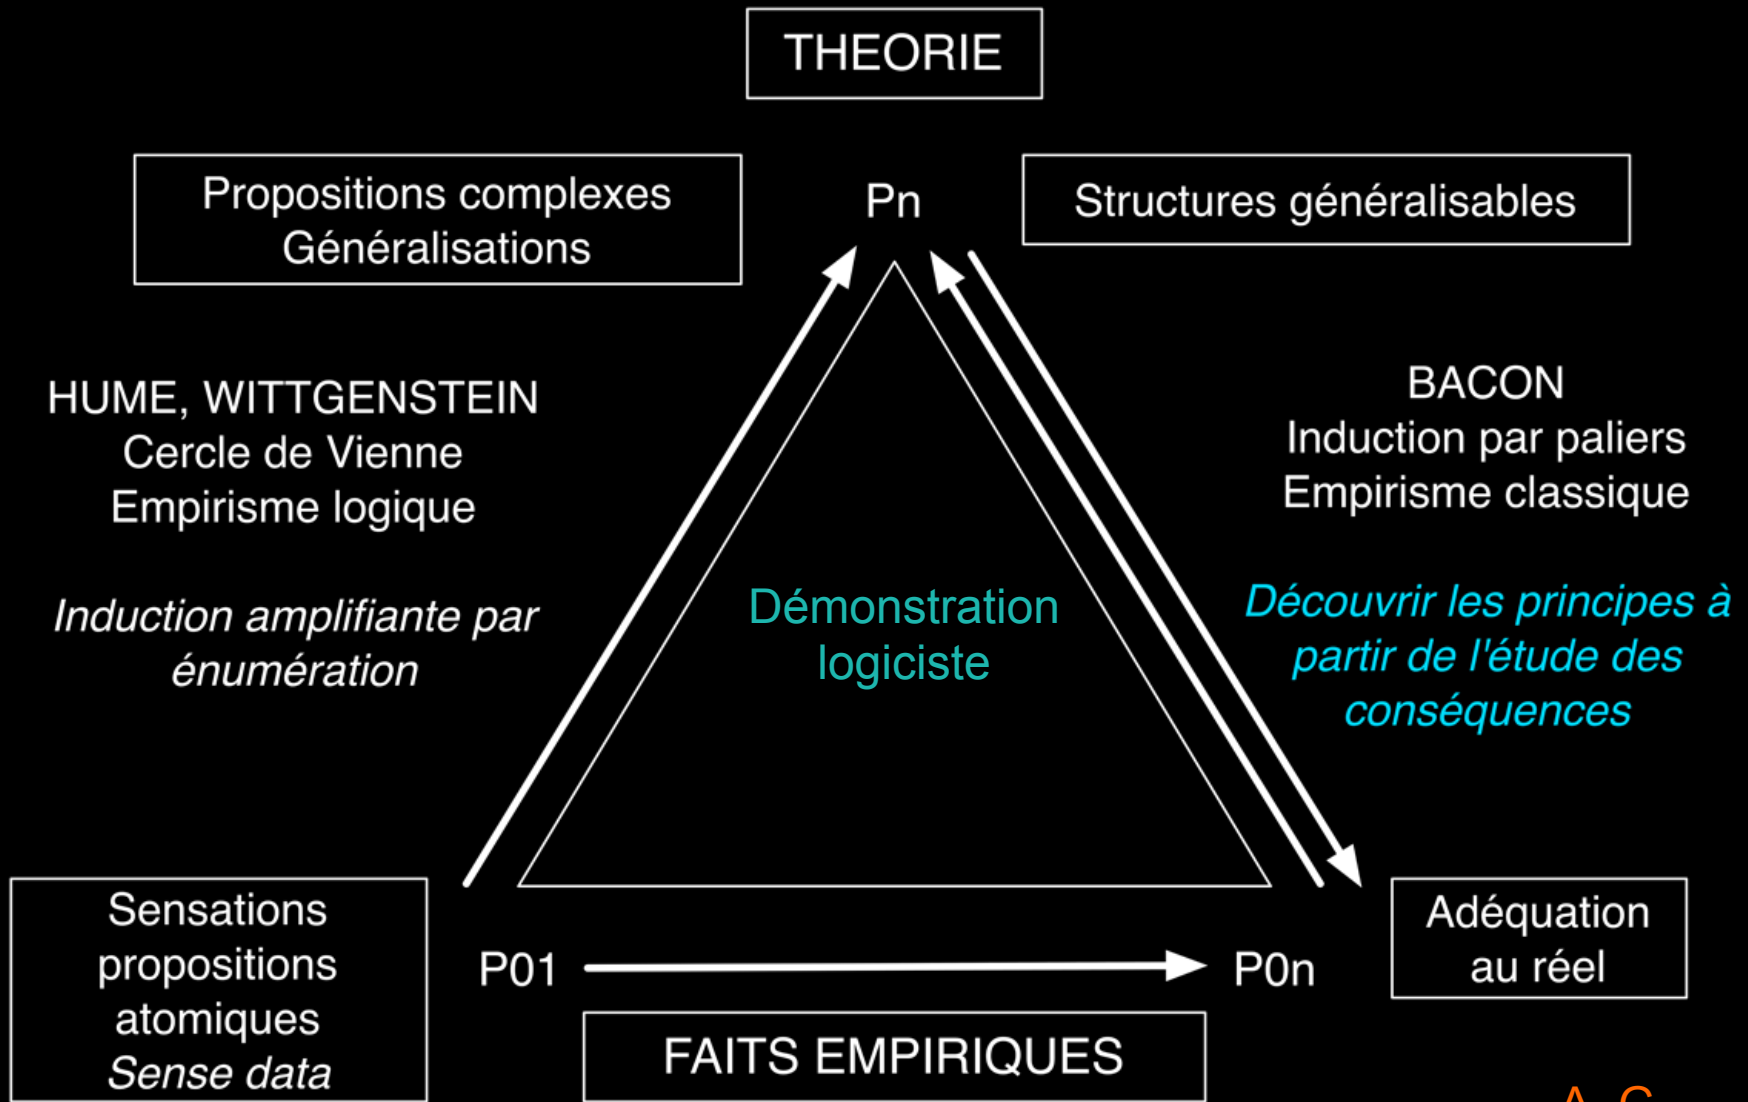 THEORIE
Propositions complexes
Généralisations
Pn
Structures généralisables
HUME, WITTGENSTEIN
Cercle de Vienne
Empirisme logique
Induction amplifiante par
énumération
Démonstration
logiciste
BACON
Induction par paliers
Empirisme classique
Découvrir les principes à
partir de l'étude des
conséquences
Sensations
propositions
atomiques
Sense data
P01
P0n
Adéquation
au réel
FAITS EMPIRIQUES